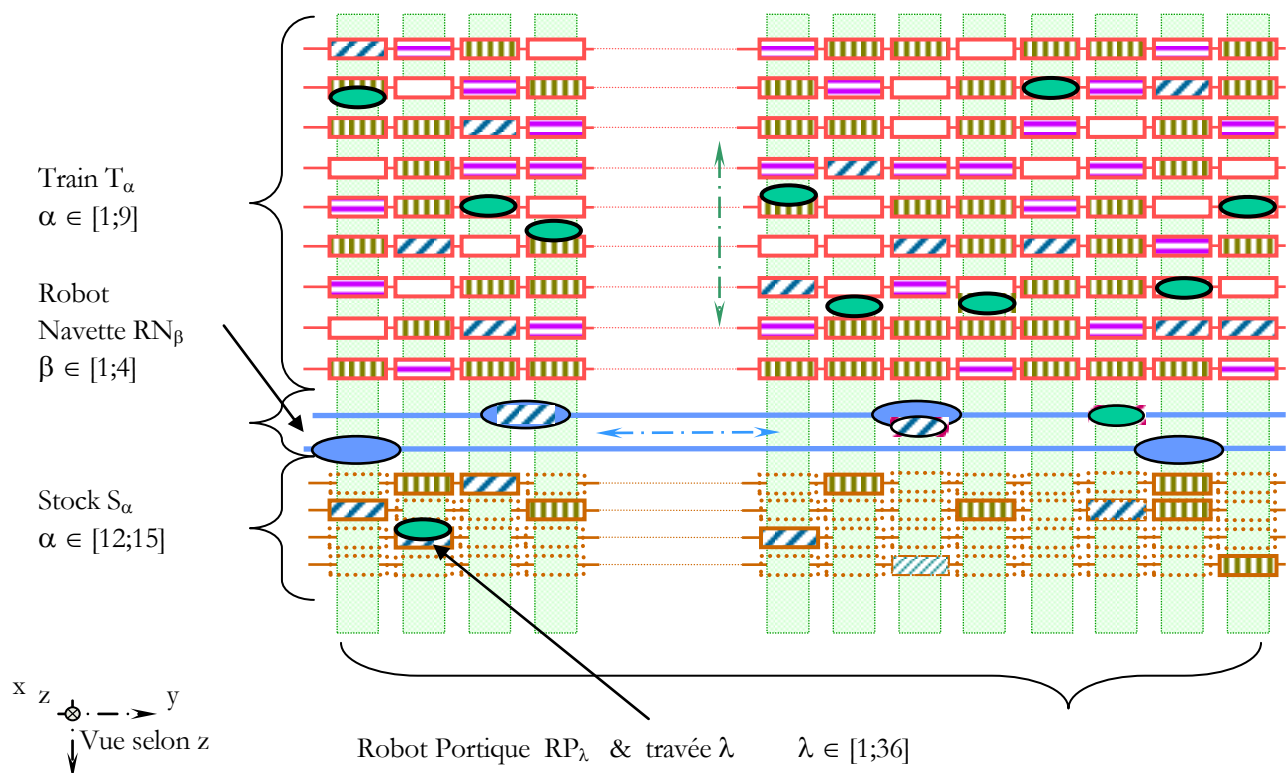 Train Tα
α ∈ [1;9]
Robot
Navette RNβ
β ∈ [1;4]
Stock Sα
α ∈ [12;15]
x
z
y
Vue selon z
Robot Portique RPλ & travée λ λ ∈ [1;36]